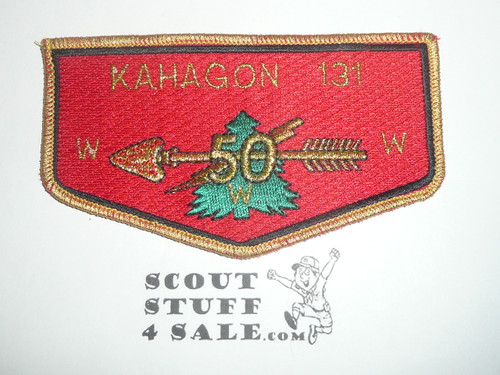 KAHAGON 131
W 50 W
W
SCOUT
STUFF
4 SALE.COM